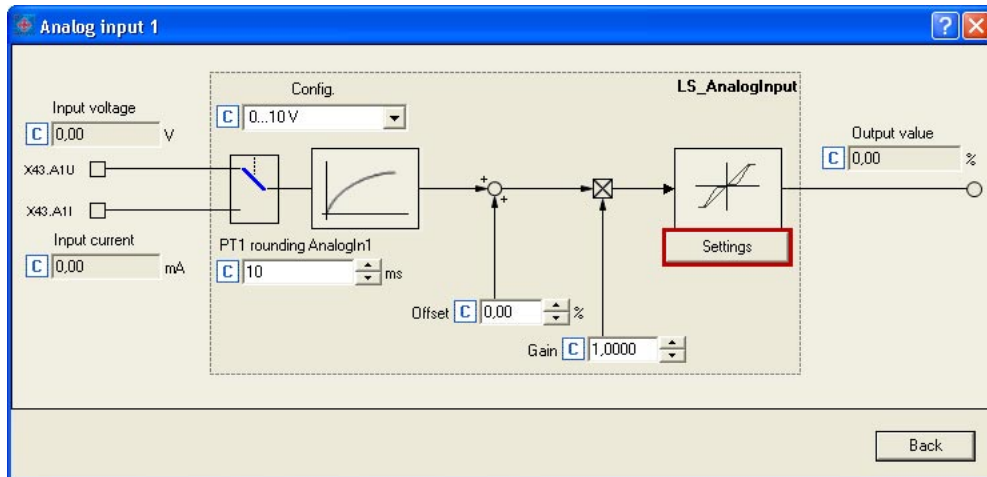 Analog input 1
Config.
LS_AnalogInput
Input voltage
C 0,00 V
C 0...10 V
Output value
C 0,00 %
X43.A1U
X43.A1I
+
+
Input current
C 0,00 mA
PT1 rounding AnalogIn1
C 10 ms
Settings
Offset C 0,00 %
Gain C 1,0000
Back